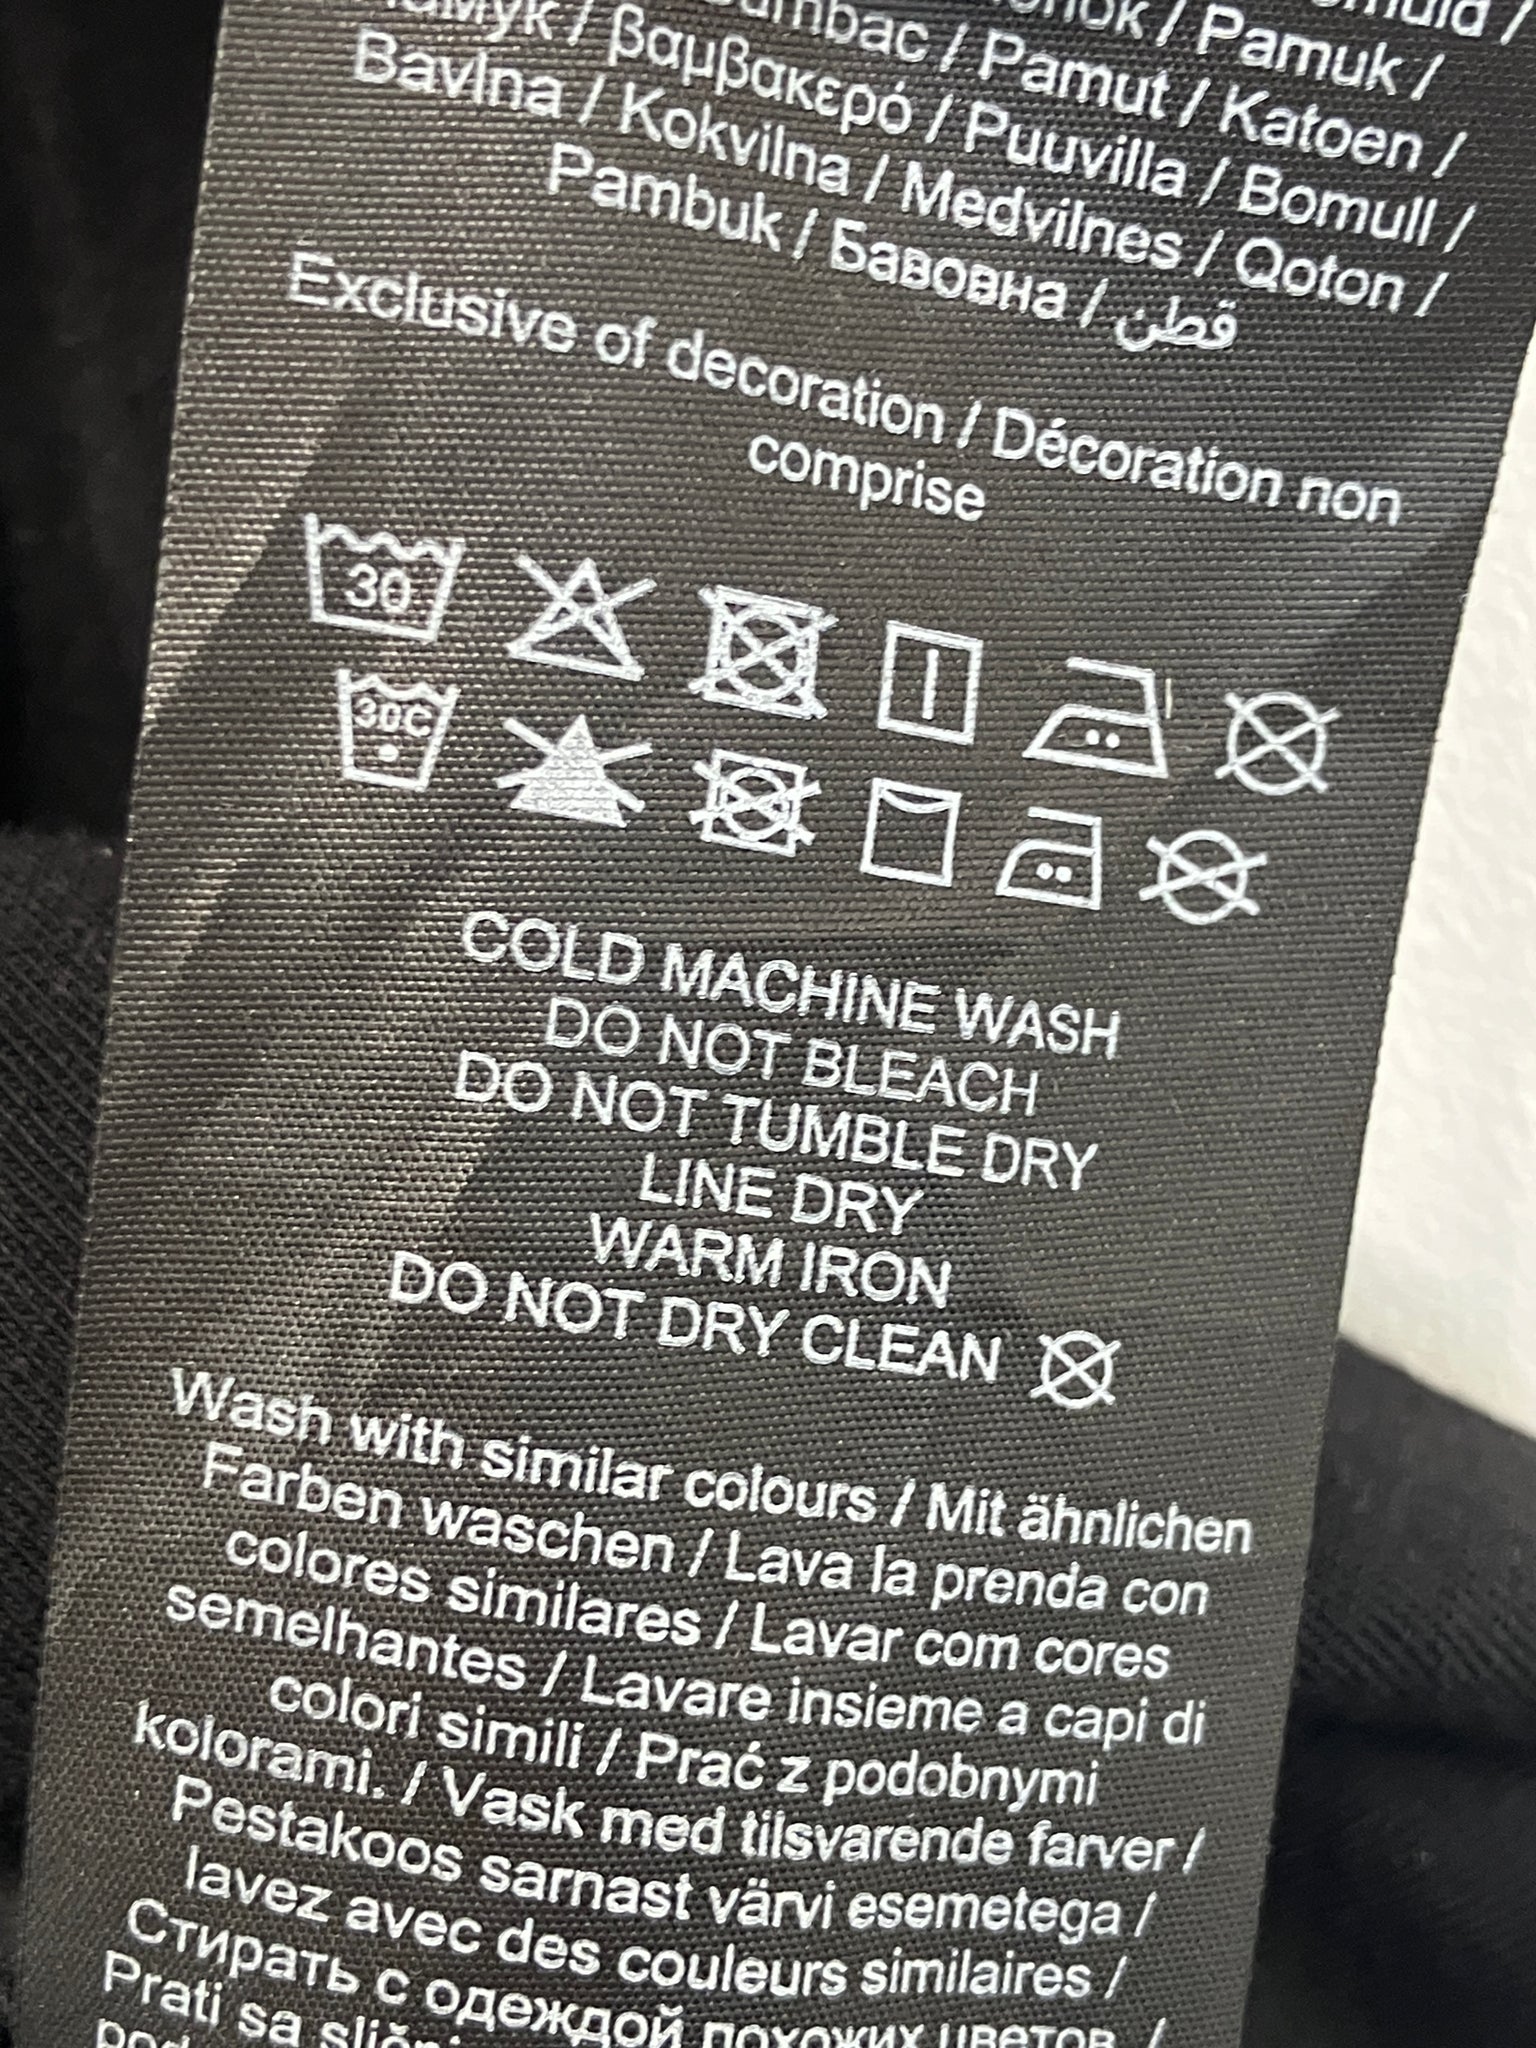 / Pamuk /
/ Pamut / Katoen /
/ βαμβακερό / Puuvilla / Bomull /
Bavlna / Kokvilna / Medvilnes / Qoton /
Pambuk / Бавовна / قطن
Exclusive of decoration / Décoration non
comprise
30
30C
COLD MACHINE WASH
DO NOT BLEACH
DO NOT TUMBLE DRY
LINE DRY
WARM IRON
DO NOT DRY CLEAN
Wash with similar colours / Mit ähnlichen
Farben waschen / Lava la prenda con
colores similares / Lavar com cores
semelhantes / Lavare insieme a capi di
colori simili / Prać z podobnymi
kolorami. / Vask med tilsvarende farver /
Pestakoos sarnast värvi esemetega /
lavez avec des couleurs similaires /
Стирать с одеждой похожих цветов /
Prati sa